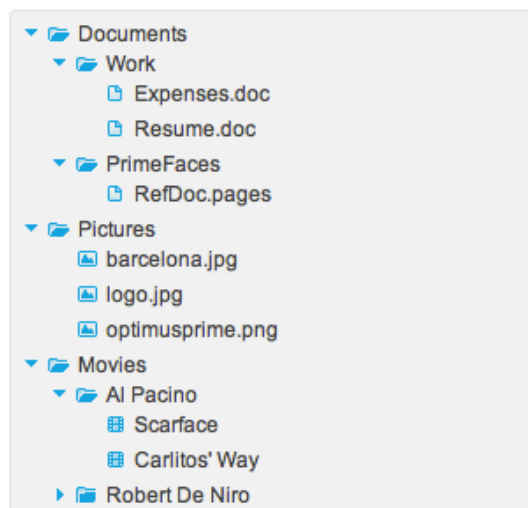 Documents
Work
Expenses.doc
Resume.doc
PrimeFaces
RefDoc.pages
Pictures
barcelona.jpg
logo.jpg
optimusprime.png
Movies
Al Pacino
Scarface
Carlitos' Way
Robert De Niro